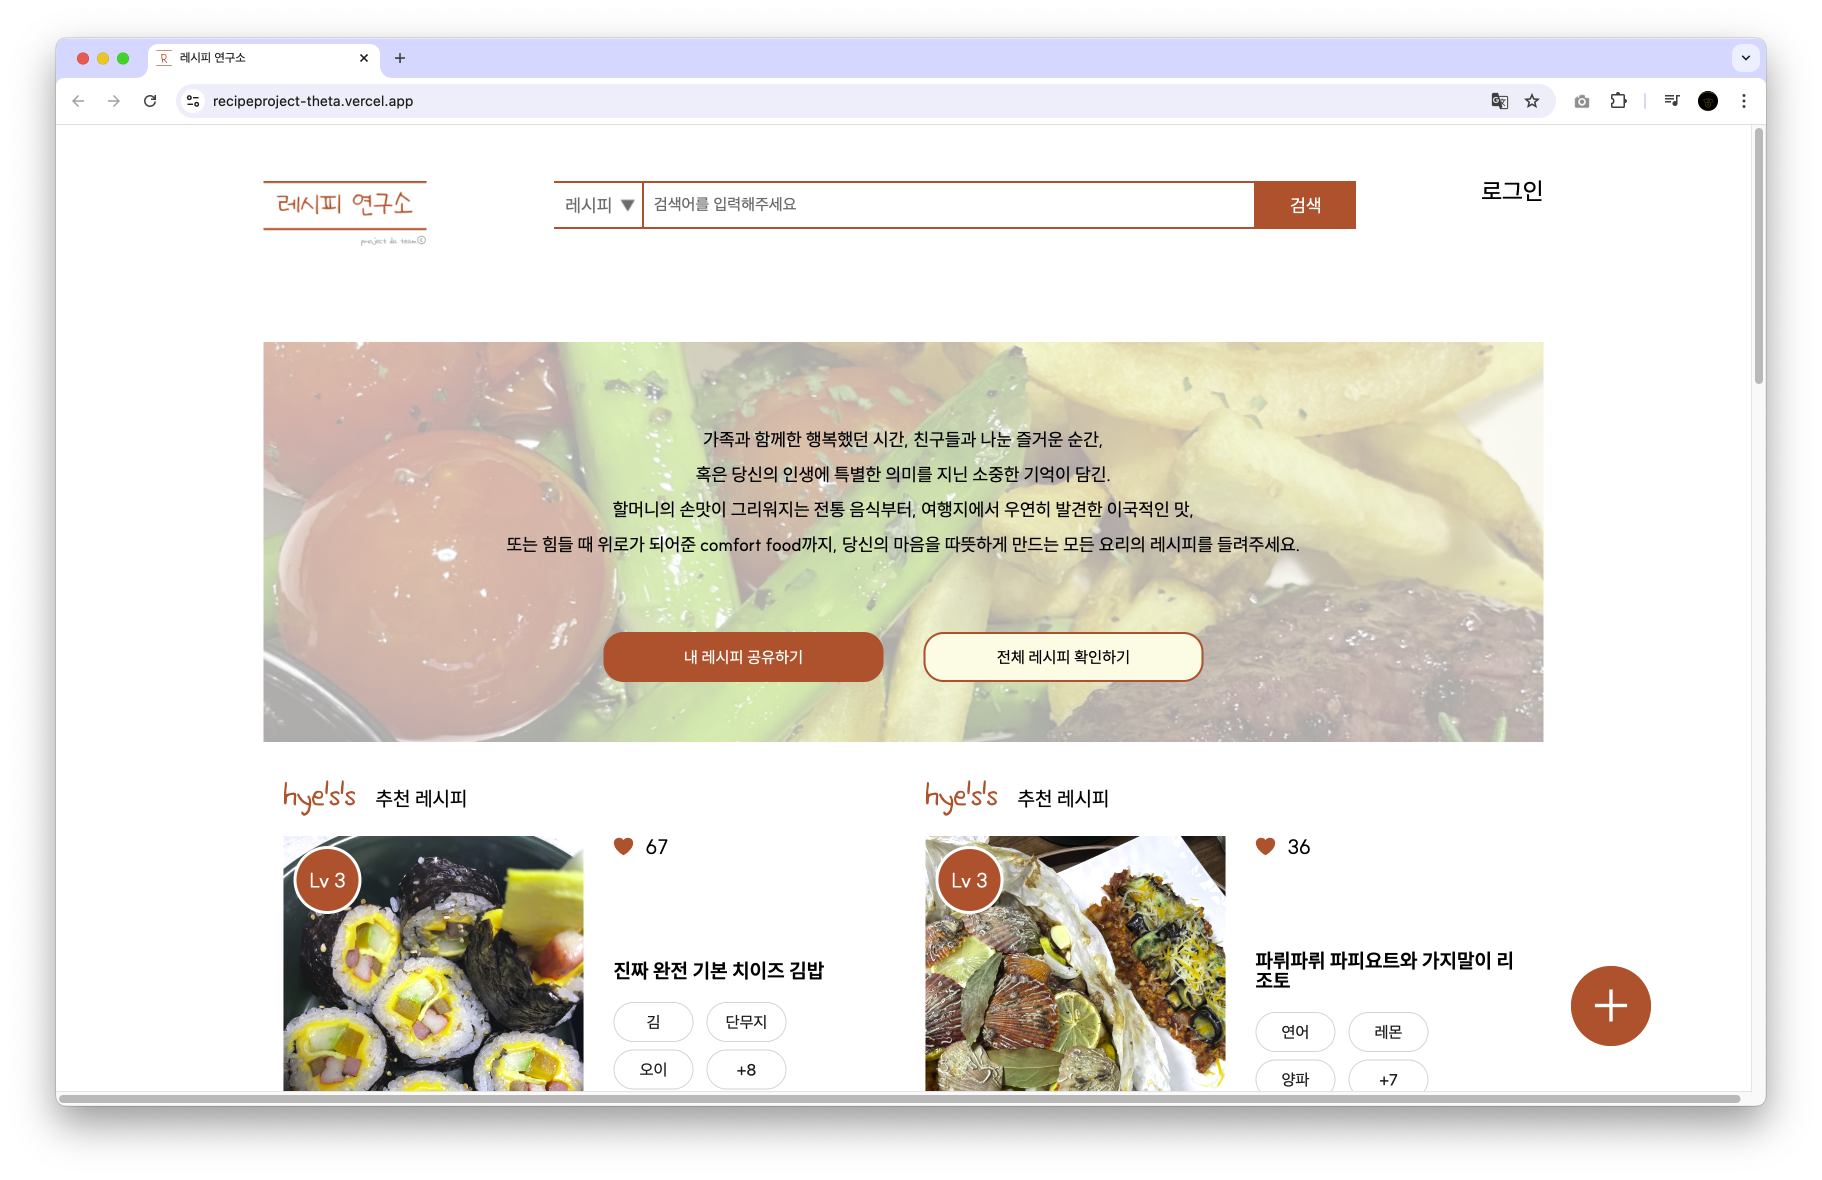 레시피 연구소
recipeproject-theta.vercel.app
레시피 연구소
project da team©
레시피 ▼
검색어를 입력해주세요
검색
로그인
가족과 함께한 행복했던 시간, 친구들과 나눈 즐거운 순간,
혹은 당신의 인생에 특별한 의미를 지닌 소중한 기억이 담긴.
할머니의 손맛이 그리워지는 전통 음식부터, 여행지에서 우연히 발견한 이국적인 맛,
또는 힘들 때 위로가 되어준 comfort food까지, 당신의 마음을 따뜻하게 만드는 모든 요리의 레시피를 들려주세요.
내 레시피 공유하기
전체 레시피 확인하기
hye's's 추천 레시피
Lv 3
67
진짜 완전 기본 치이즈 김밥
김
단무지
오이
+8
hye's's 추천 레시피
Lv 3
36
파뤼파뤼 파피요트와 가지말이 리
조토
연어
레몬
양파
+7